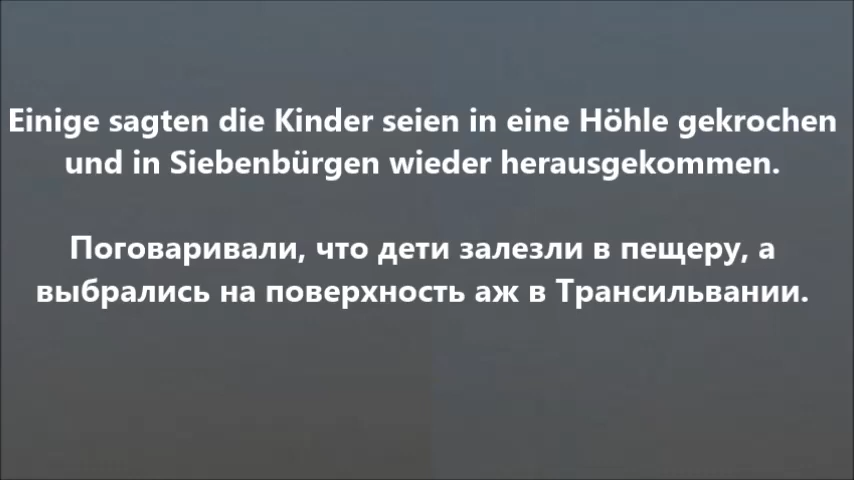 Einige sagten die Kinder seien in eine Höhle gekrochen
und in Siebenbürgen wieder herausgekommen.
Поговаривали, что дети залезли в пещеру, а
выбрались на поверхность аж в Трансильвании.